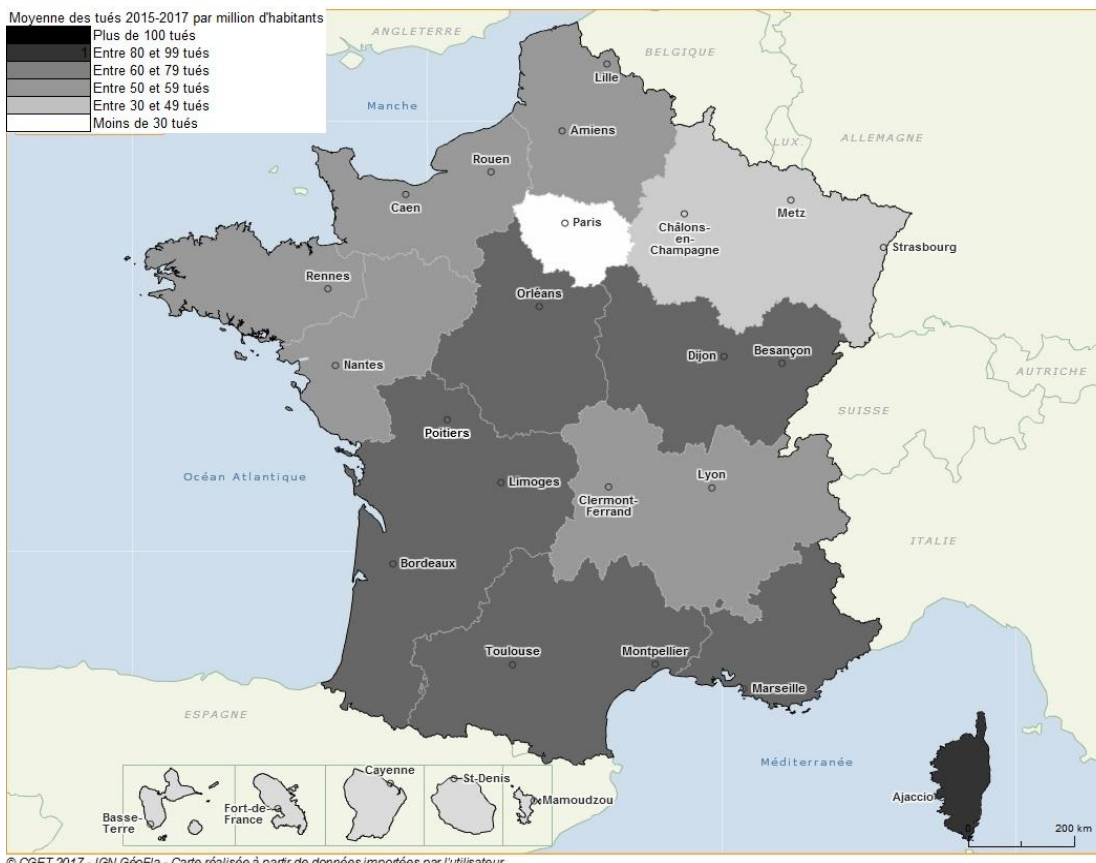 Moyenne des tués 2015-2017 par million d'habitants
Plus de 100 tués
1 Entre 80 et 99 tués
Entre 60 et 79 tués
Entre 50 et 59 tués
Entre 30 et 49 tués
Moins de 30 tués
ANGLETERRE
BELGIQUE
Lille
Manche
Amiens
ALLEMAGNE
LUX.
Rouen
Caen
Metz
Paris
Châlons-
en-
Champagne
Strasbourg
Rennes
Orléans
Nantes
Dijon
Besançon
AUTRICHE
SUISSE
Poitiers
Océan Atlantique
Limoges
Lyon
Clermont-
Ferrand
ITALIE
Bordeaux
Toulouse
Montpellier
Marseille
ESPAGNE
Méditerranée
Cayenne
St-Denis
Mamoudzou
Ajaccio
Basse-
Terre
Fort-de-
France
0
200 km
© CGET 2017 - IGN GéoFla - Carte réalisée à partir de données importées par l'utilisateur